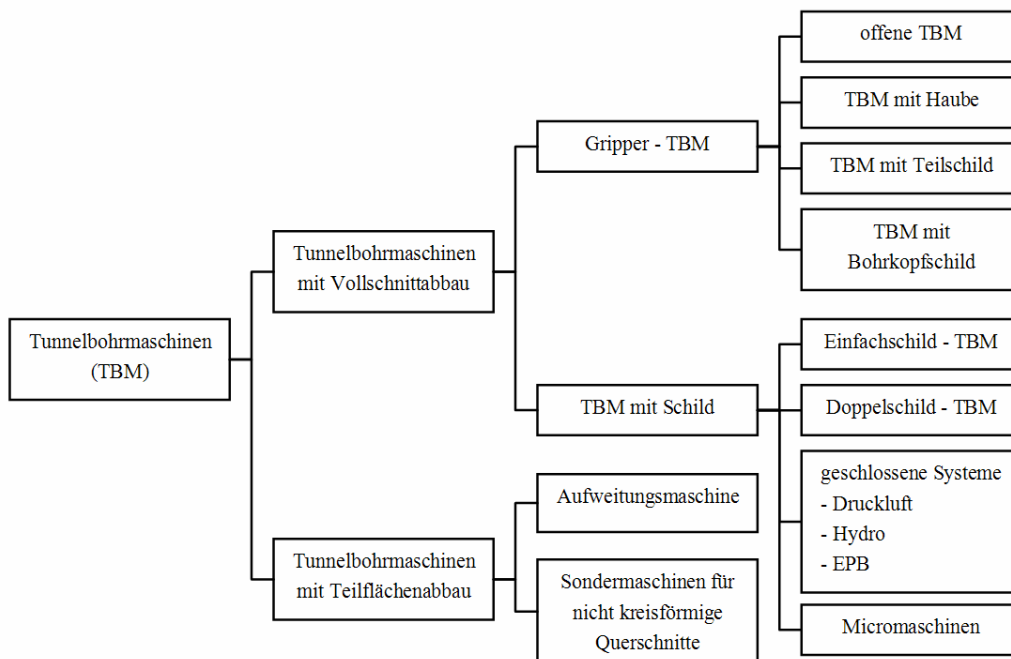 Tunnelbohrmaschinen
(TBM)
Tunnelbohrmaschinen
mit Vollschnittabbau
Gripper - TBM
offene TBM
TBM mit Haube
TBM mit Teilschild
TBM mit
Bohrkopfschild
TBM mit Schild
Einfachschild - TBM
Doppelschild - TBM
geschlossene Systeme
- Druckluft
- Hydro
- EPB
Micromaschinen
Tunnelbohrmaschinen
mit Teilflächenabbau
Aufweitungsmaschine
Sondermaschinen für
nicht kreisförmige
Querschnitte